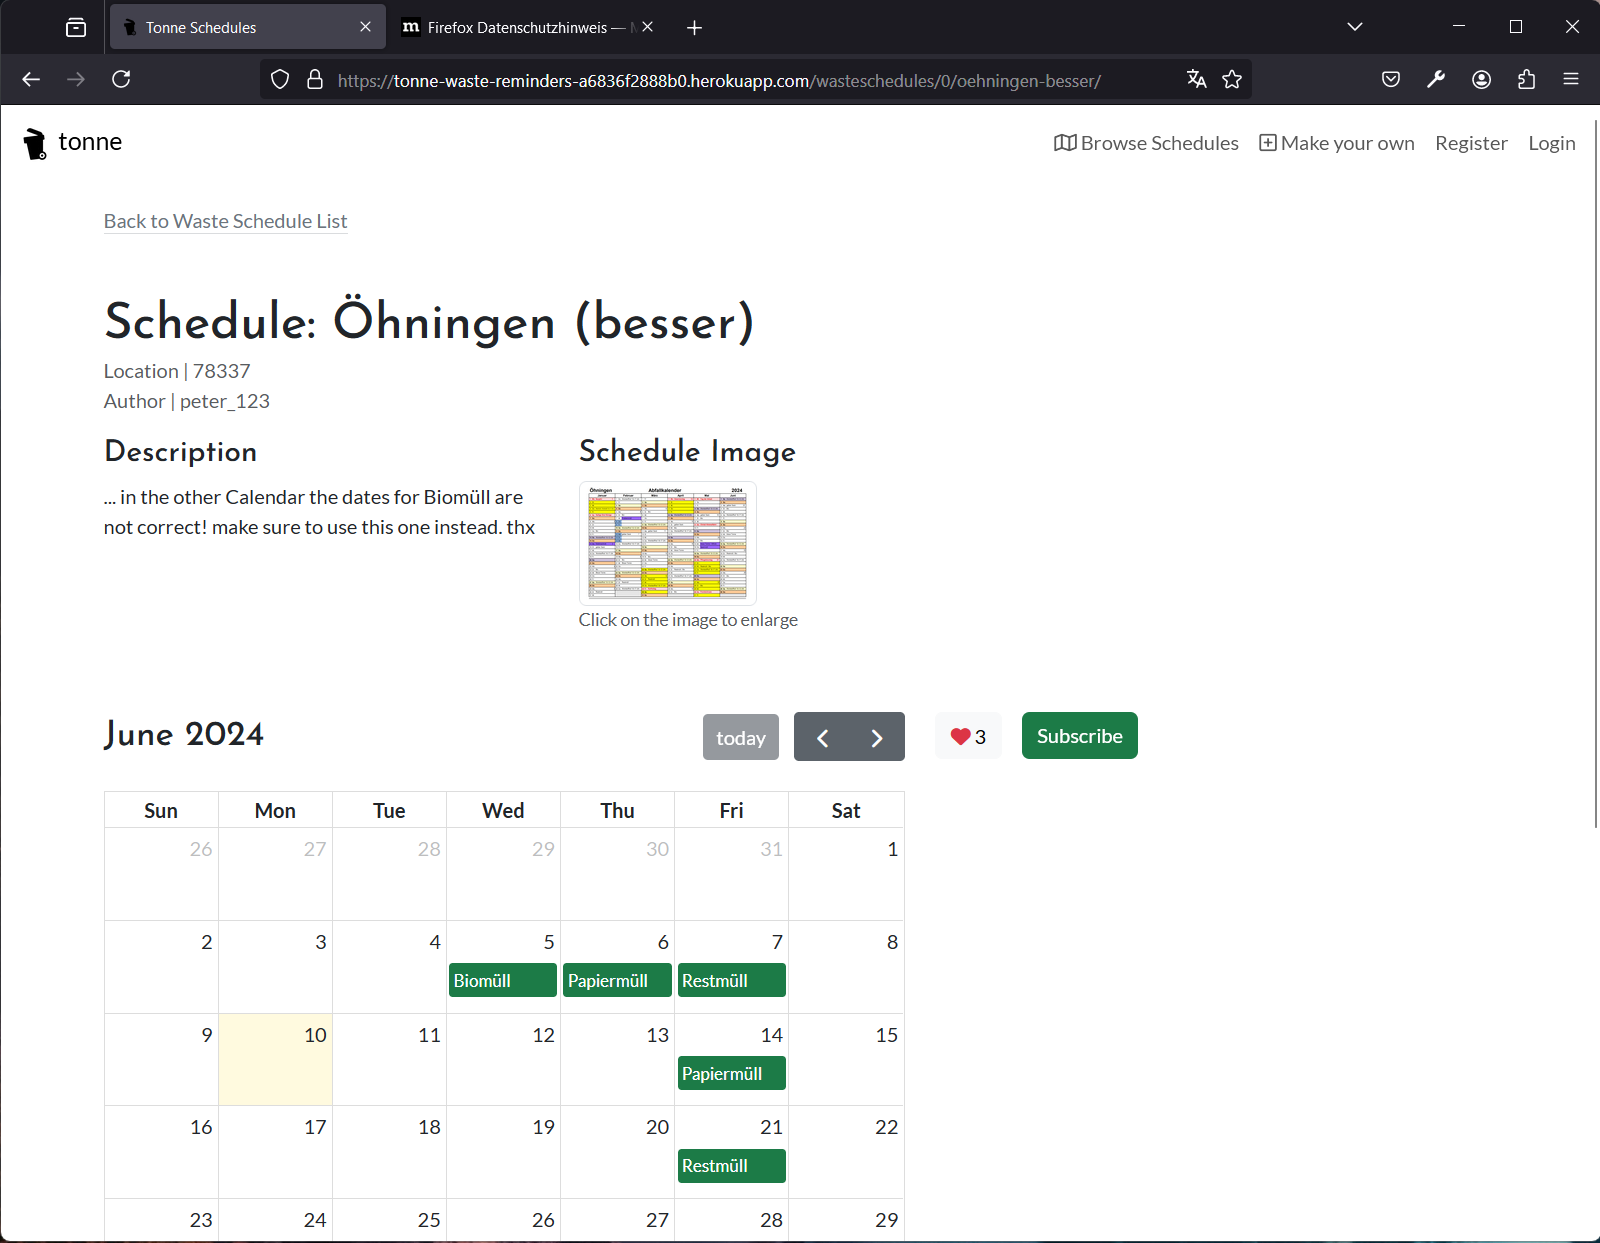 Tonne Schedules
Firefox Datenschutzhinweis —
https://tonne-waste-reminders-a6836f2888b0.herokuapp.com/wasteschedules/0/oehningen-besser/
tonne
Browse Schedules Make your own Register Login
Back to Waste Schedule List
Schedule: Öhningen (besser)
Location | 78337
Author | peter_123
Description
... in the other Calendar the dates for Biomüll are
not correct! make sure to use this one instead. thx
Schedule Image
Öhningen Abfallkalender 2024
Click on the image to enlarge
June 2024
today
3
Subscribe
Sun Mon Tue Wed Thu Fri Sat
26 27 28 29 30 31 1
2 3 4 5 6 7 8
Biomüll Papiermüll Restmüll
9 10 11 12 13 14 15
Papiermüll
16 17 18 19 20 21 22
Restmüll
23 24 25 26 27 28 29